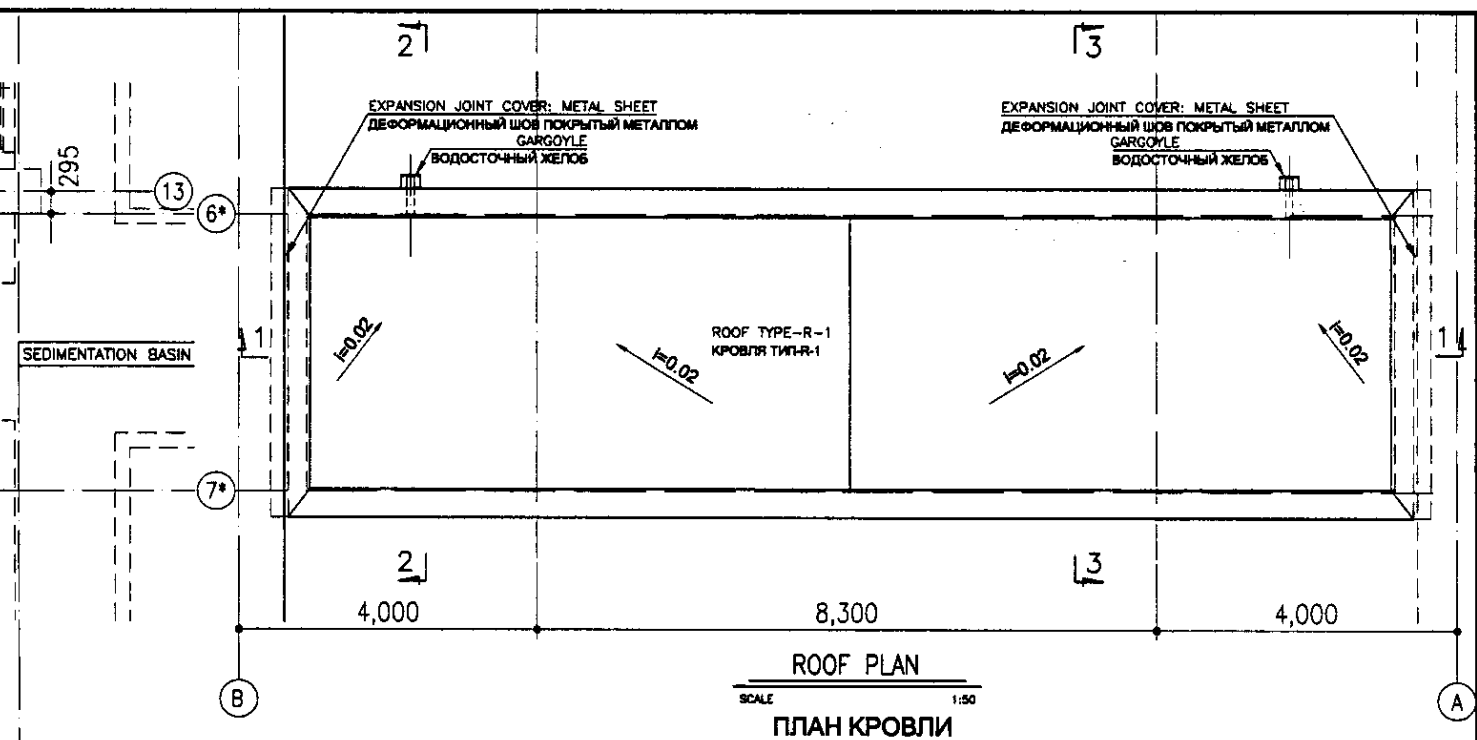 2
3
EXPANSION JOINT COVER: METAL SHEET
ДЕФОРМАЦИОННЫЙ ШОВ ПОКРЫТЫЙ МЕТАЛЛОМ
GARGOYLE
ВОДОСТОЧНЫЙ ЖЕЛОБ
EXPANSION JOINT COVER: METAL SHEET
ДЕФОРМАЦИОННЫЙ ШОВ ПОКРЫТЫЙ МЕТАЛЛОМ
GARGOYLE
ВОДОСТОЧНЫЙ ЖЕЛОБ
295
13
6*
1
SEDIMENTATION BASIN
i=0.02
i=0.02
ROOF TYPE-R-1
КРОВЛЯ ТИП-R-1
i=0.02
i=0.02
1
7*
2
3
4,000
8,300
4,000
B
ROOF PLAN
SCALE 1:50
ПЛАН КРОВЛИ
A